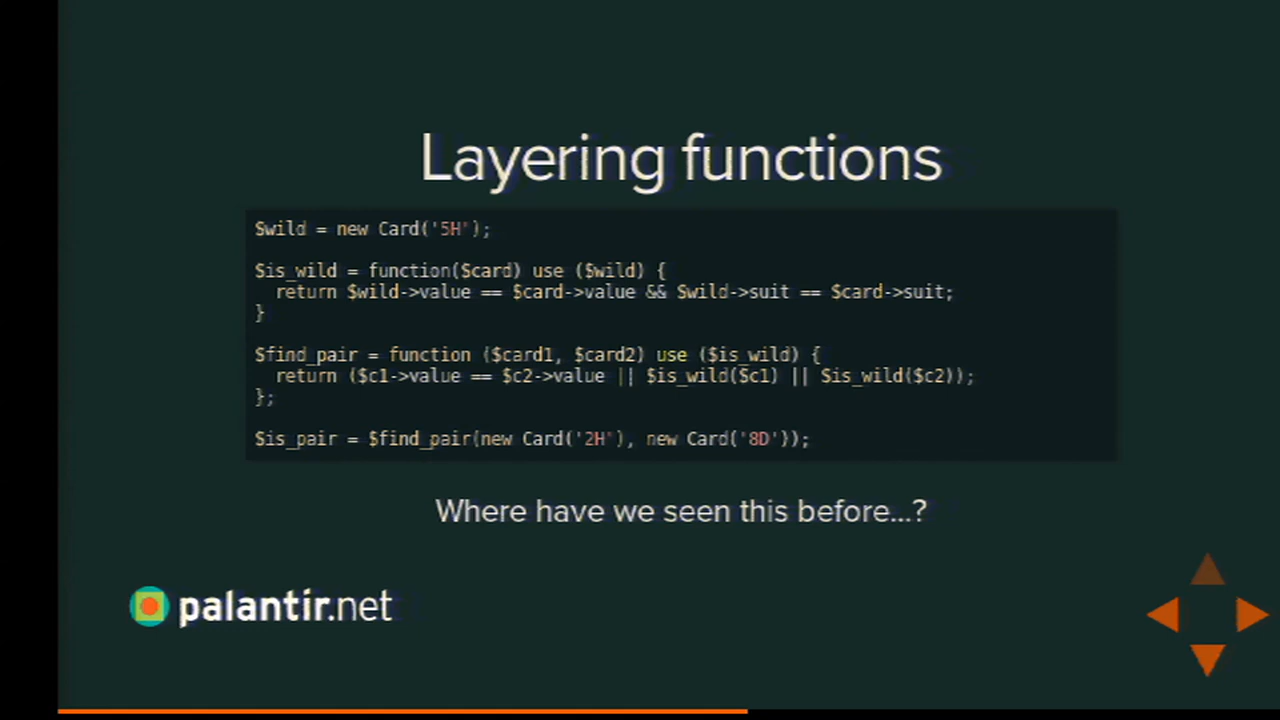 Layering functions
$wild = new Card('5H');
$is_wild = function($card) use ($wild) {
return $wild->value == $card->value && $wild->suit == $card->suit;
}
$find_pair = function ($card1, $card2) use ($is_wild) {
return ($c1->value == $c2->value || $is_wild($c1) || $is_wild($c2));
};
$is_pair = $find_pair(new Card('2H'), new Card('8D'));
Where have we seen this before...?
palantir.net